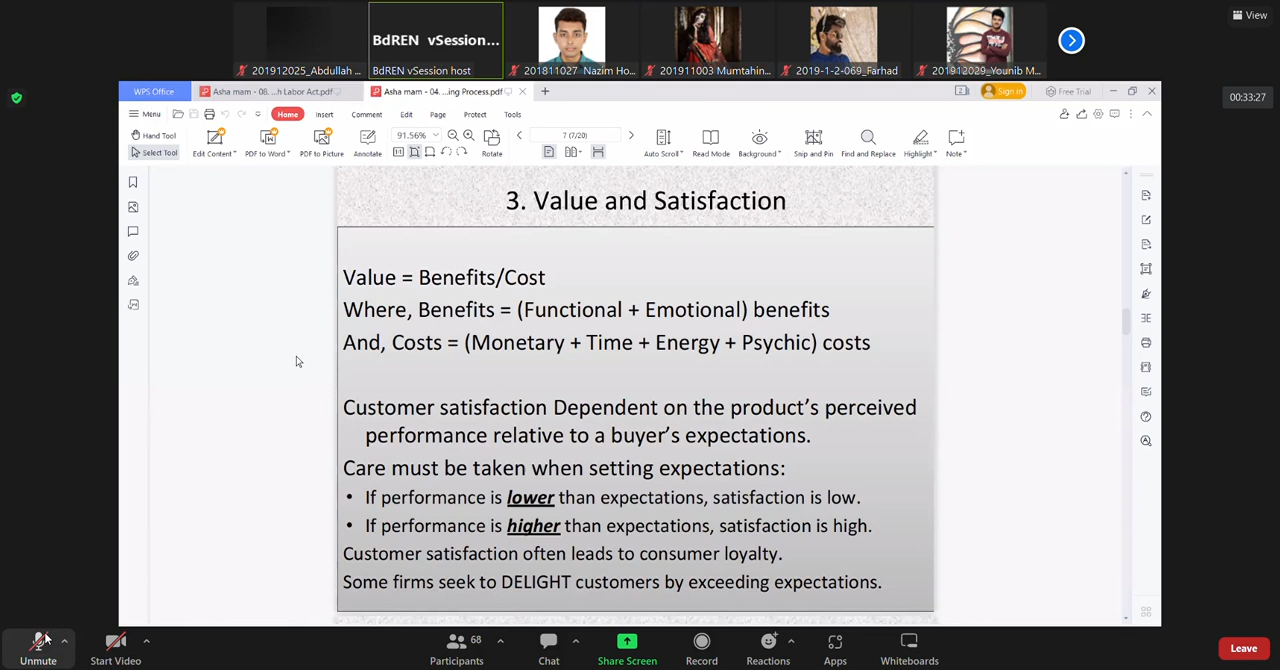 View
BdREN vSession...
201912025_Abdullah ...
BdREN vSession host
201811027_Nazim Ho...
201911003 Mumtahin...
2019-1-2-069_Farhad
201912029_Younib M...
00:33:27
WPS Office
Asha mam - 08. ...h Labor Act.pdf
Asha mam - 04. ...ing Process.pdf
+
2
Sign in
Free Trial
Menu
Home
Insert
Comment
Edit
Page
Protect
Tools
Hand Tool
Select Tool
Edit Content
PDF to Word
PDF to Picture
Annotate
91.56%
Rotate
7 (7/20)
Auto Scroll
Read Mode
Background
Snip and Pin
Find and Replace
Highlight
Note
3. Value and Satisfaction
Value = Benefits/Cost
Where, Benefits = (Functional + Emotional) benefits
And, Costs = (Monetary + Time + Energy + Psychic) costs
Customer satisfaction Dependent on the product's perceived
performance relative to a buyer's expectations.
Care must be taken when setting expectations:
• If performance is lower than expectations, satisfaction is low.
• If performance is higher than expectations, satisfaction is high.
Customer satisfaction often leads to consumer loyalty.
Some firms seek to DELIGHT customers by exceeding expectations.
Unmute
Start Video
68
Participants
Chat
Share Screen
Record
Reactions
Apps
Whiteboards
Leave